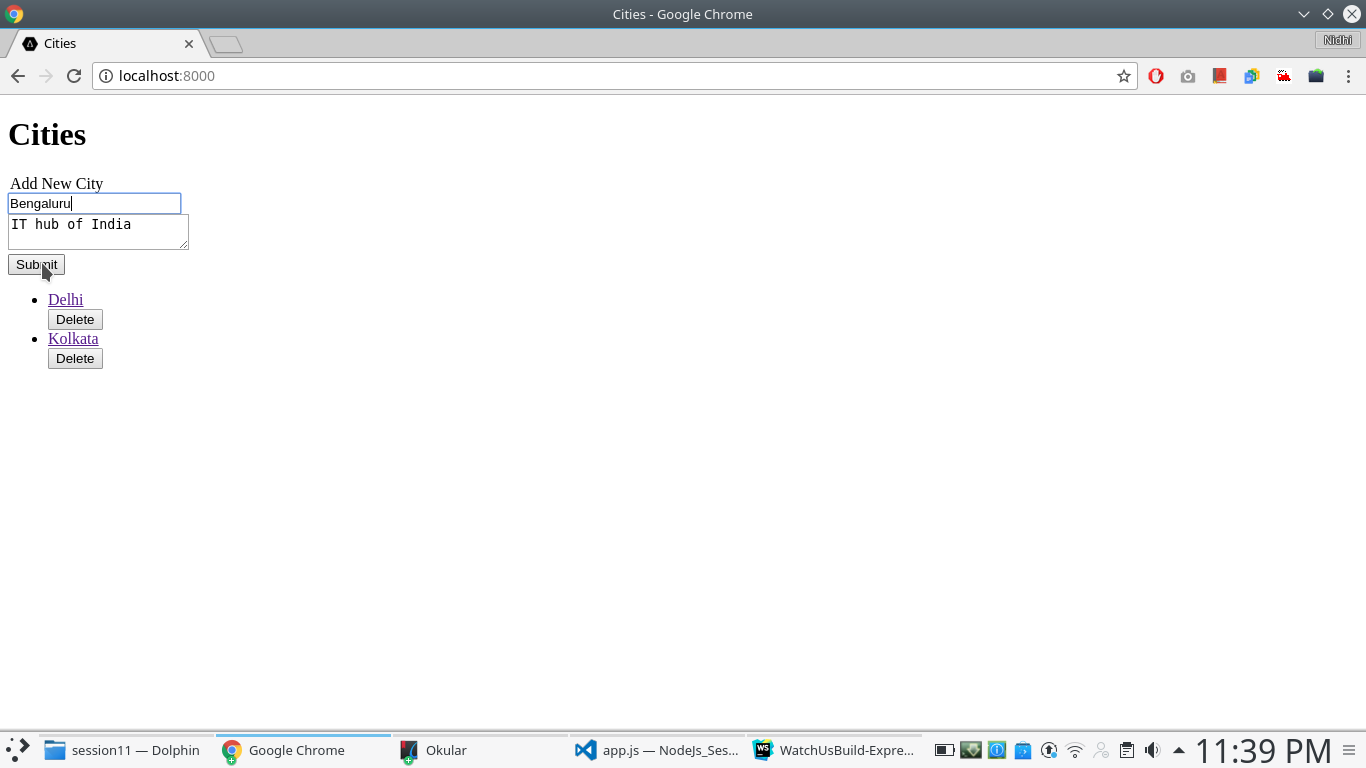 Cities - Google Chrome
Cities
Nidhi
localhost:8000
Cities
Add New City
Bengaluru
IT hub of India
Submit
Delhi
Delete
Kolkata
Delete
session11 — Dolphin
Google Chrome
Okular
app.js — NodeJs_Ses...
WS
WatchUsBuild-Expre...
11:39 PM